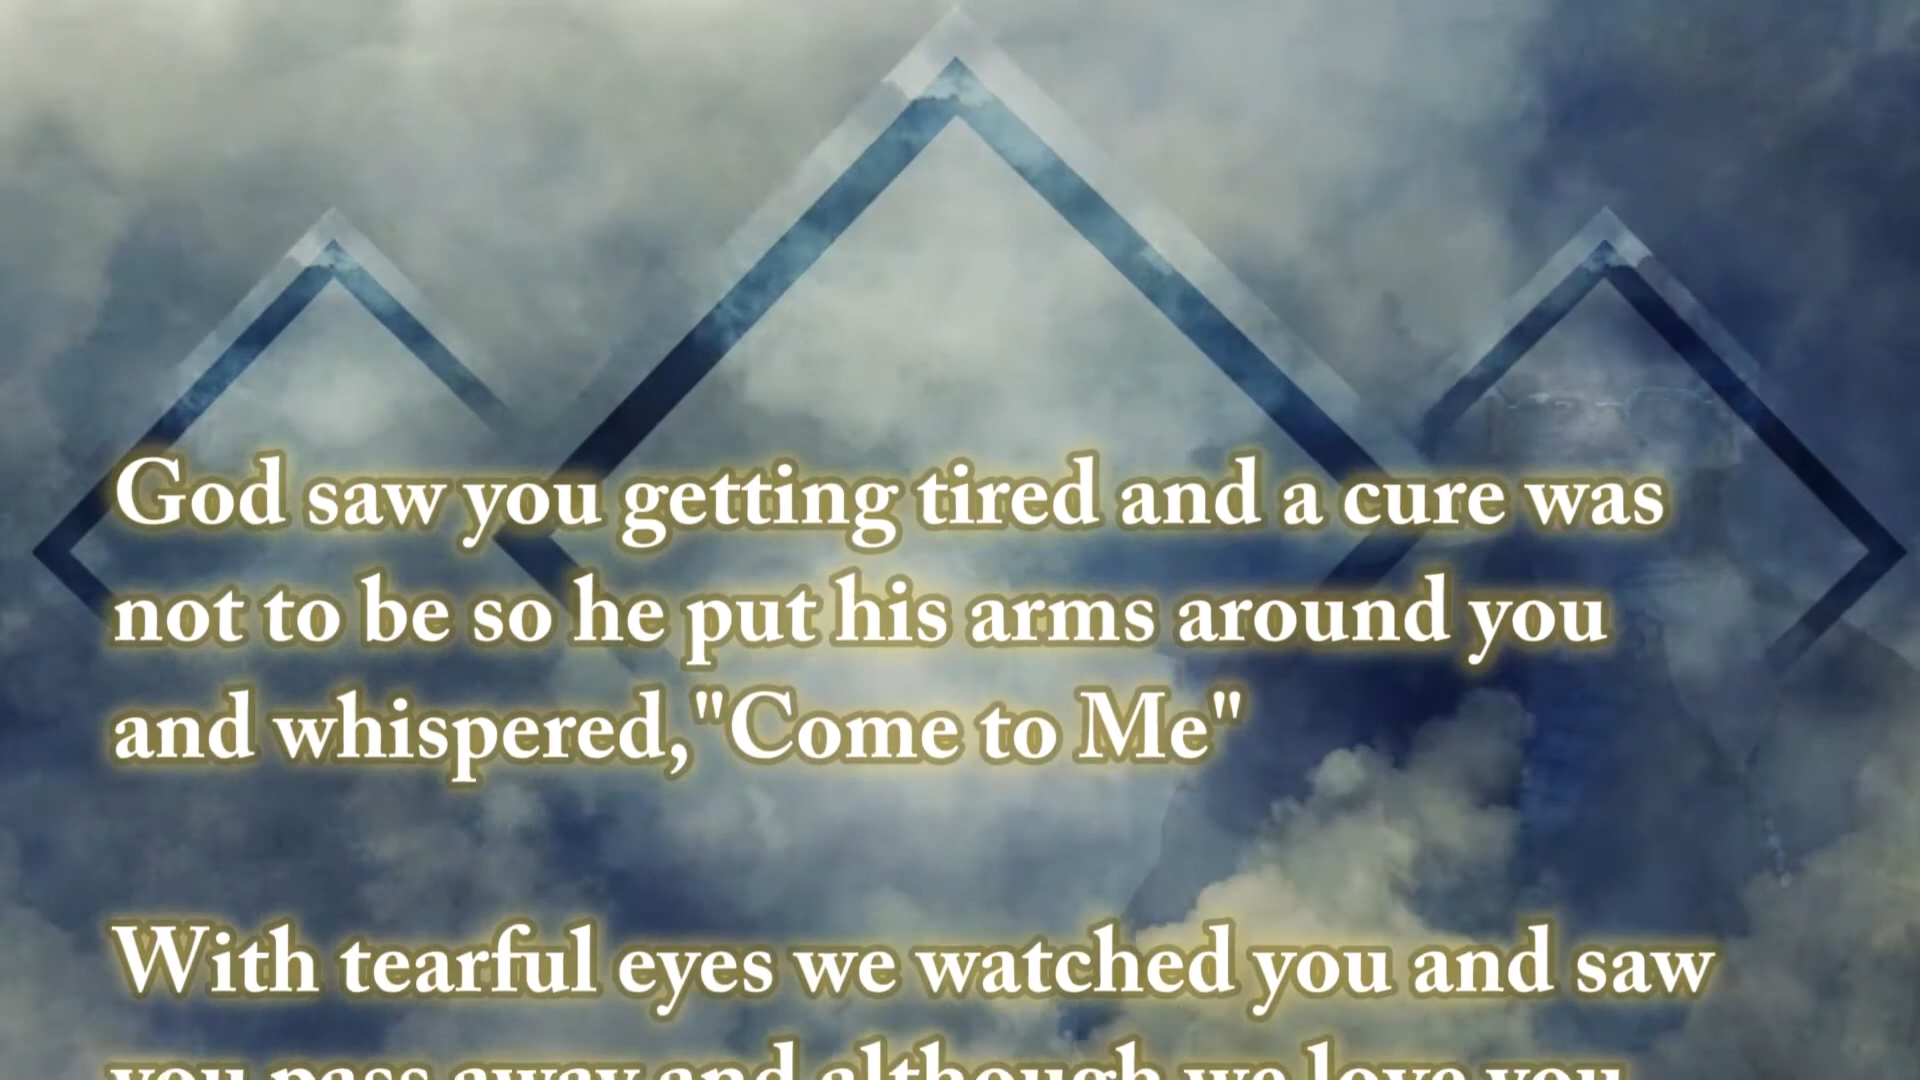 God saw you getting tired and a cure was
not to be so he put his arms around you
and whispered, "Come to Me"
With tearful eyes we watched you and saw
you pass away and although we love you